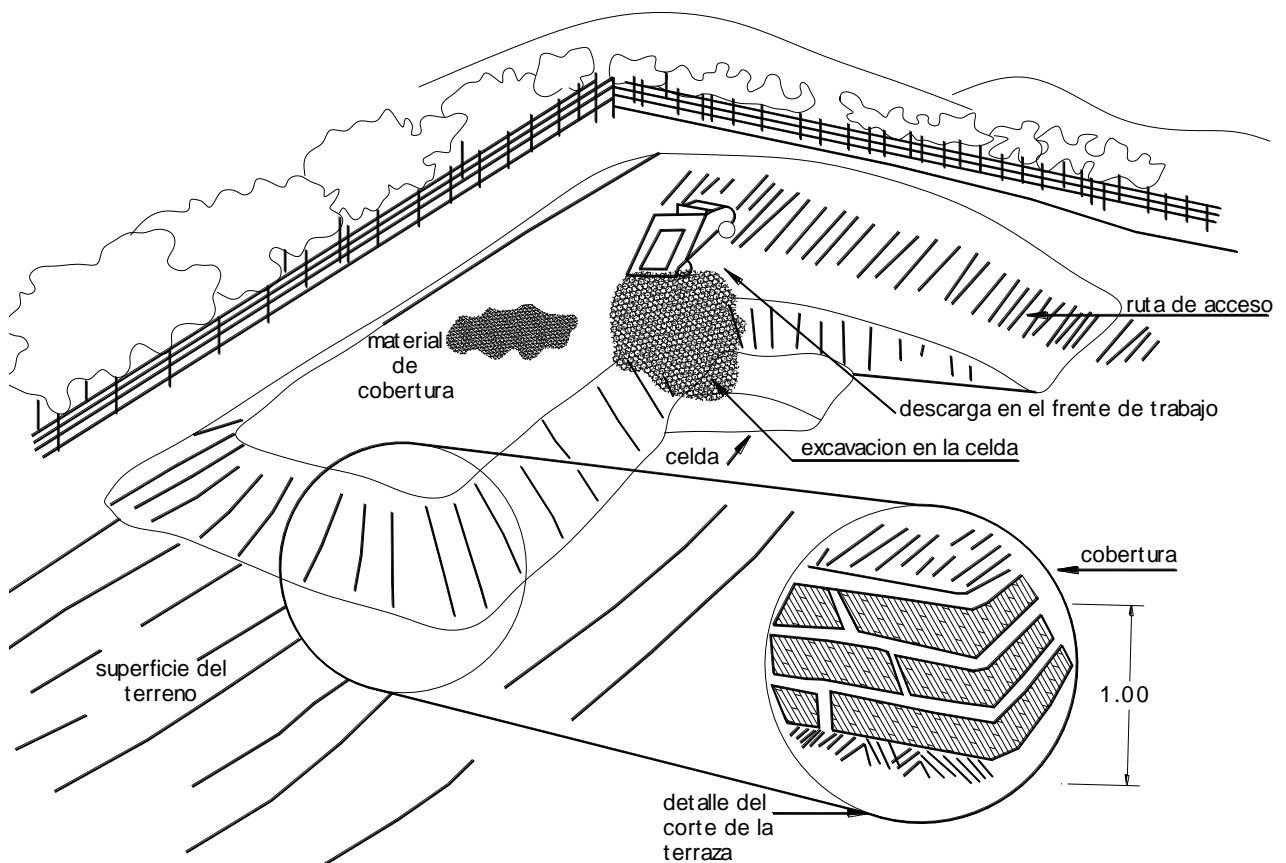 ruta de acceso
material
de
cobertura
descarga en el frente de trabajo
celda
excavacion en la celda
cobertura
superficie del
terreno
1.00
detalle del
corte de la
terraza